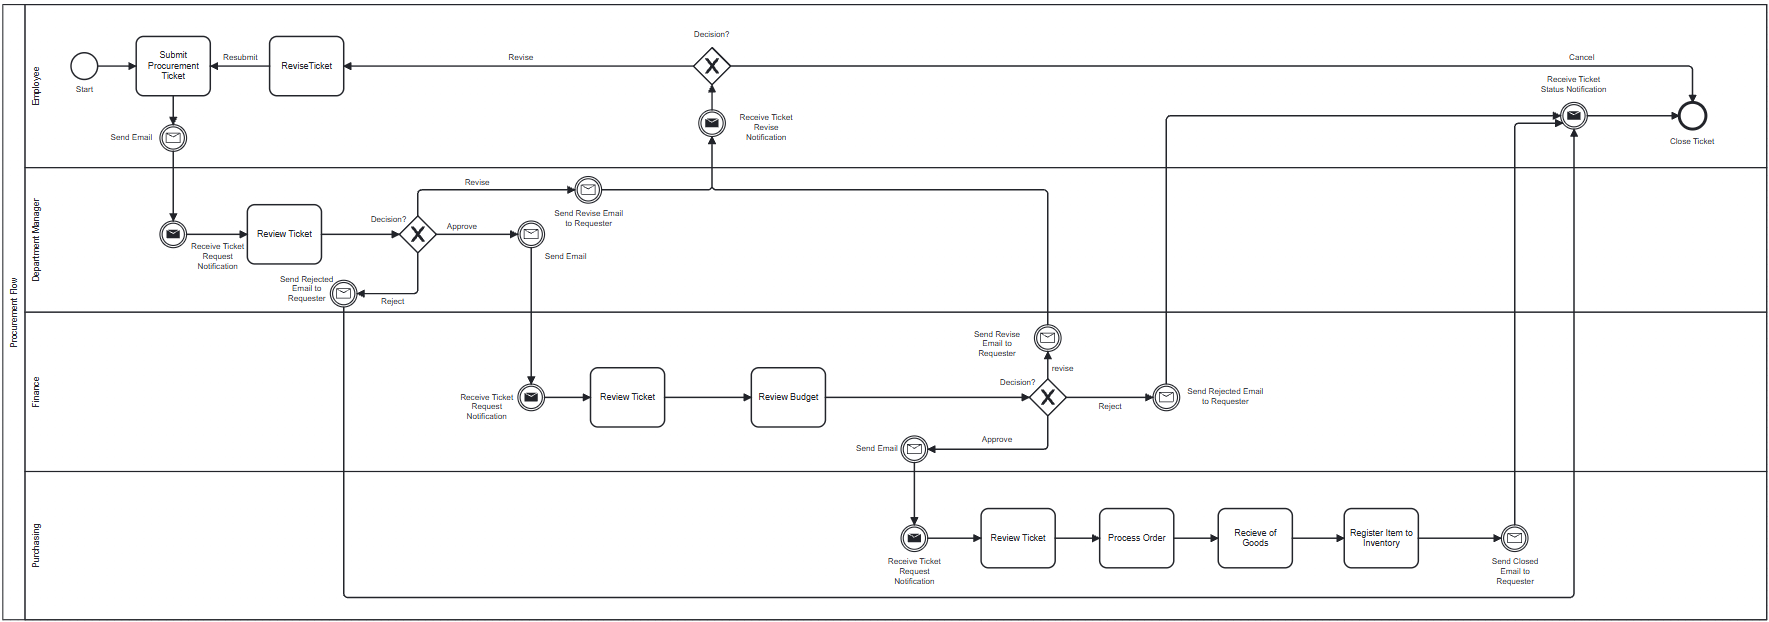 Procurement Flow
Employee
Start
Submit
Procurement
Ticket
Resubmit
ReviseTicket
Revise
Decision?
Cancel
Receive Ticket
Status Notification
Send Email
Receive Ticket
Revise
Notification
Close Ticket
Department Manager
Revise
Send Revise Email
to Requester
Decision?
Approve
Review Ticket
Receive Ticket
Request
Notification
Send Email
Send Rejected
Email to
Requester
Reject
Finance
Send Revise
Email to
Requester
revise
Decision?
Receive Ticket
Request
Notification
Review Ticket
Review Budget
Reject
Send Rejected Email
to Requester
Approve
Send Email
Purchasing
Review Ticket
Process Order
Recieve of
Goods
Register Item to
Inventory
Receive Ticket
Request
Notification
Send Closed
Email to
Requester